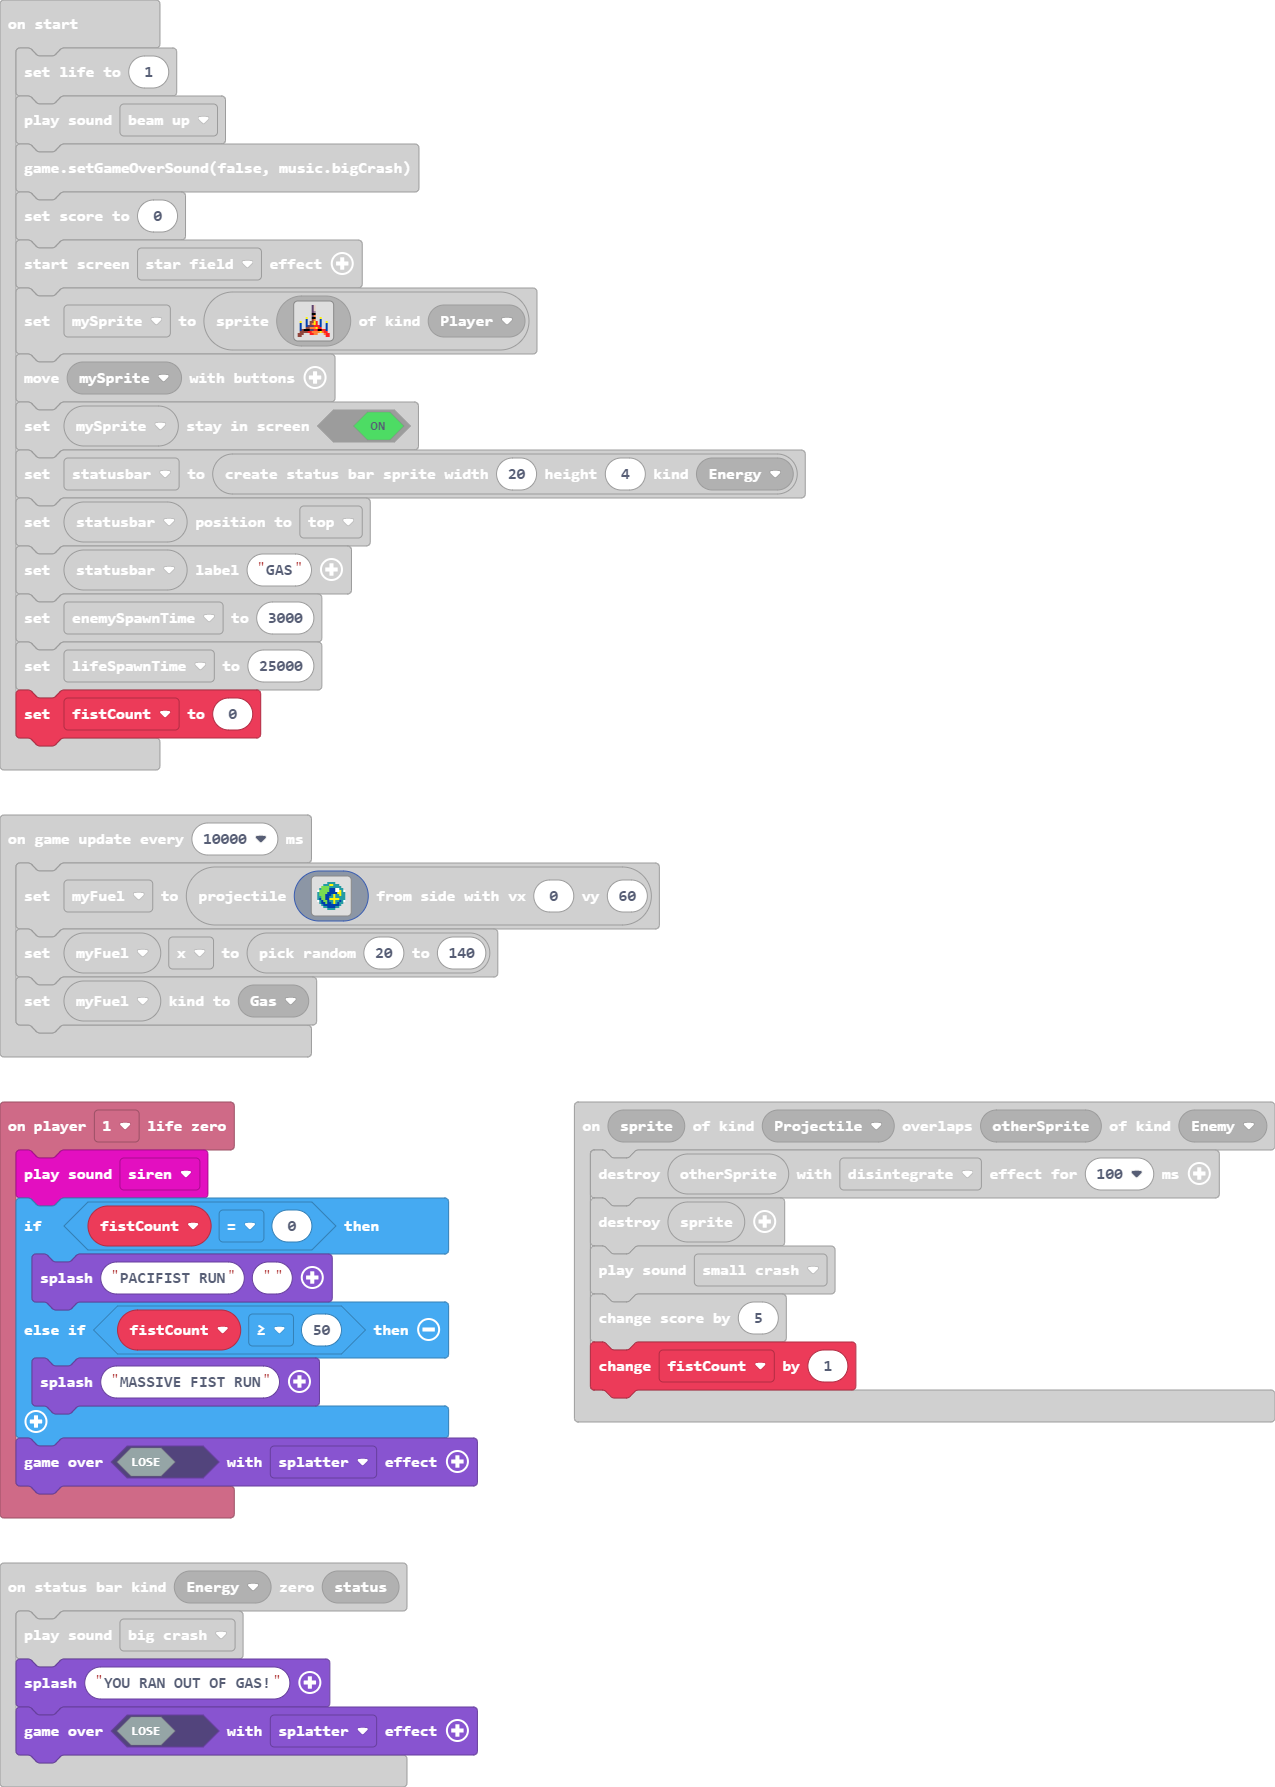 on start
set life to 1
play sound beam up
game.setGameOverSound(false, music.bigCrash)
set score to 0
start screen star field effect
set mySprite to sprite of kind Player
move mySprite with buttons
set mySprite stay in screen ON
set statusbar to create status bar sprite width 20 height 4 kind Energy
set statusbar position to top
set statusbar label "GAS"
set enemySpawnTime to 3000
set lifeSpawnTime to 25000
set fistCount to 0
on game update every 10000 ms
set myFuel to projectile from side with vx 0 vy 60
set myFuel x to pick random 20 to 140
set myFuel kind to Gas
on player 1 life zero
play sound siren
if fistCount = 0 then
splash "PACIFIST RUN" " "
else if fistCount ≥ 50 then
splash "MASSIVE FIST RUN"
game over LOSE with splatter effect
on sprite of kind Projectile overlaps otherSprite of kind Enemy
destroy otherSprite with disintegrate effect for 100 ms
destroy sprite
play sound small crash
change score by 5
change fistCount by 1
on status bar kind Energy zero status
play sound big crash
splash "YOU RAN OUT OF GAS!"
game over LOSE with splatter effect